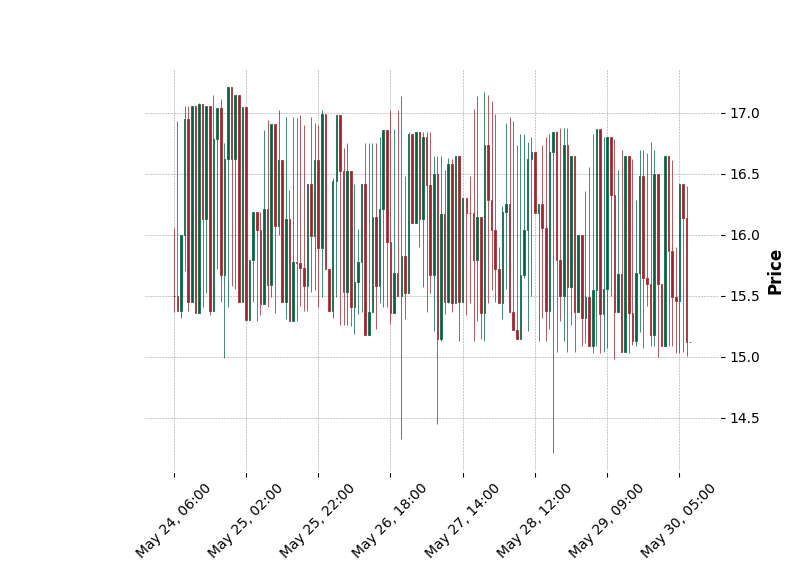 17.0
16.5
16.0
15.5
15.0
14.5
Price
May 24, 06:00
May 25, 02:00
May 25, 22:00
May 26, 18:00
May 27, 14:00
May 28, 12:00
May 29, 09:00
May 30, 05:00